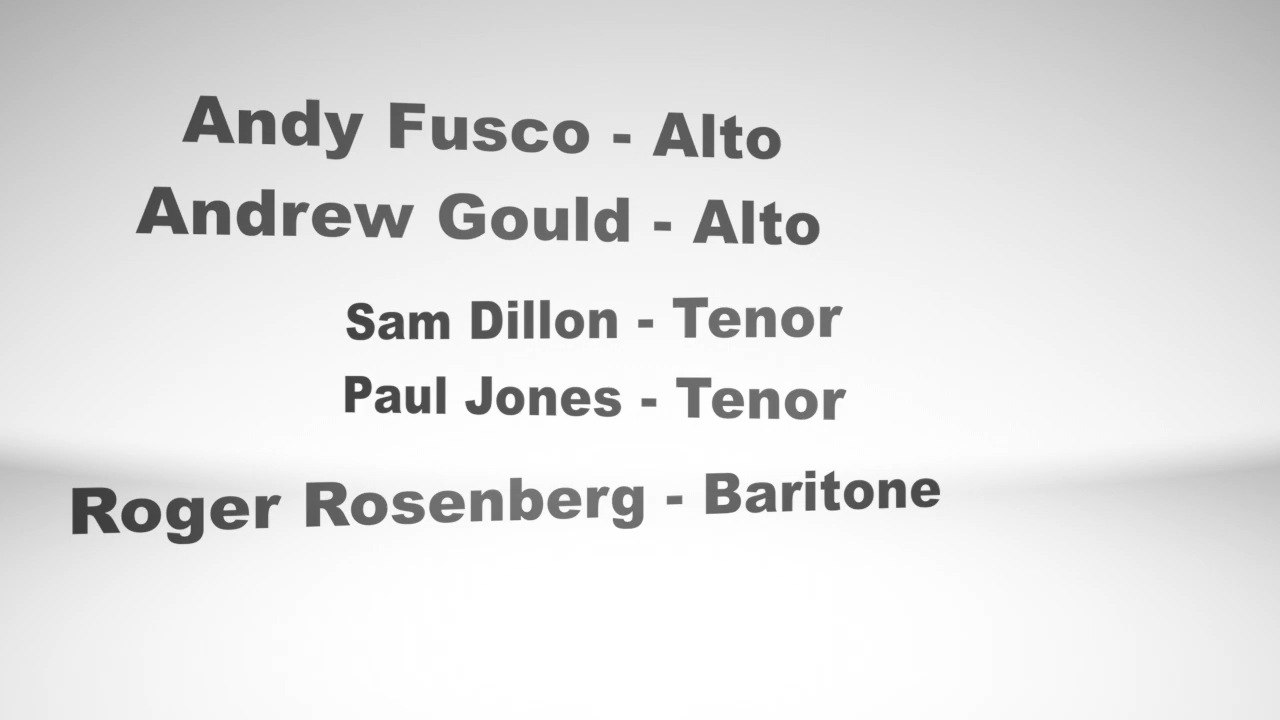 Andy Fusco - Alto
Andrew Gould - Alto
Sam Dillon - Tenor
Paul Jones - Tenor
Roger Rosenberg - Baritone